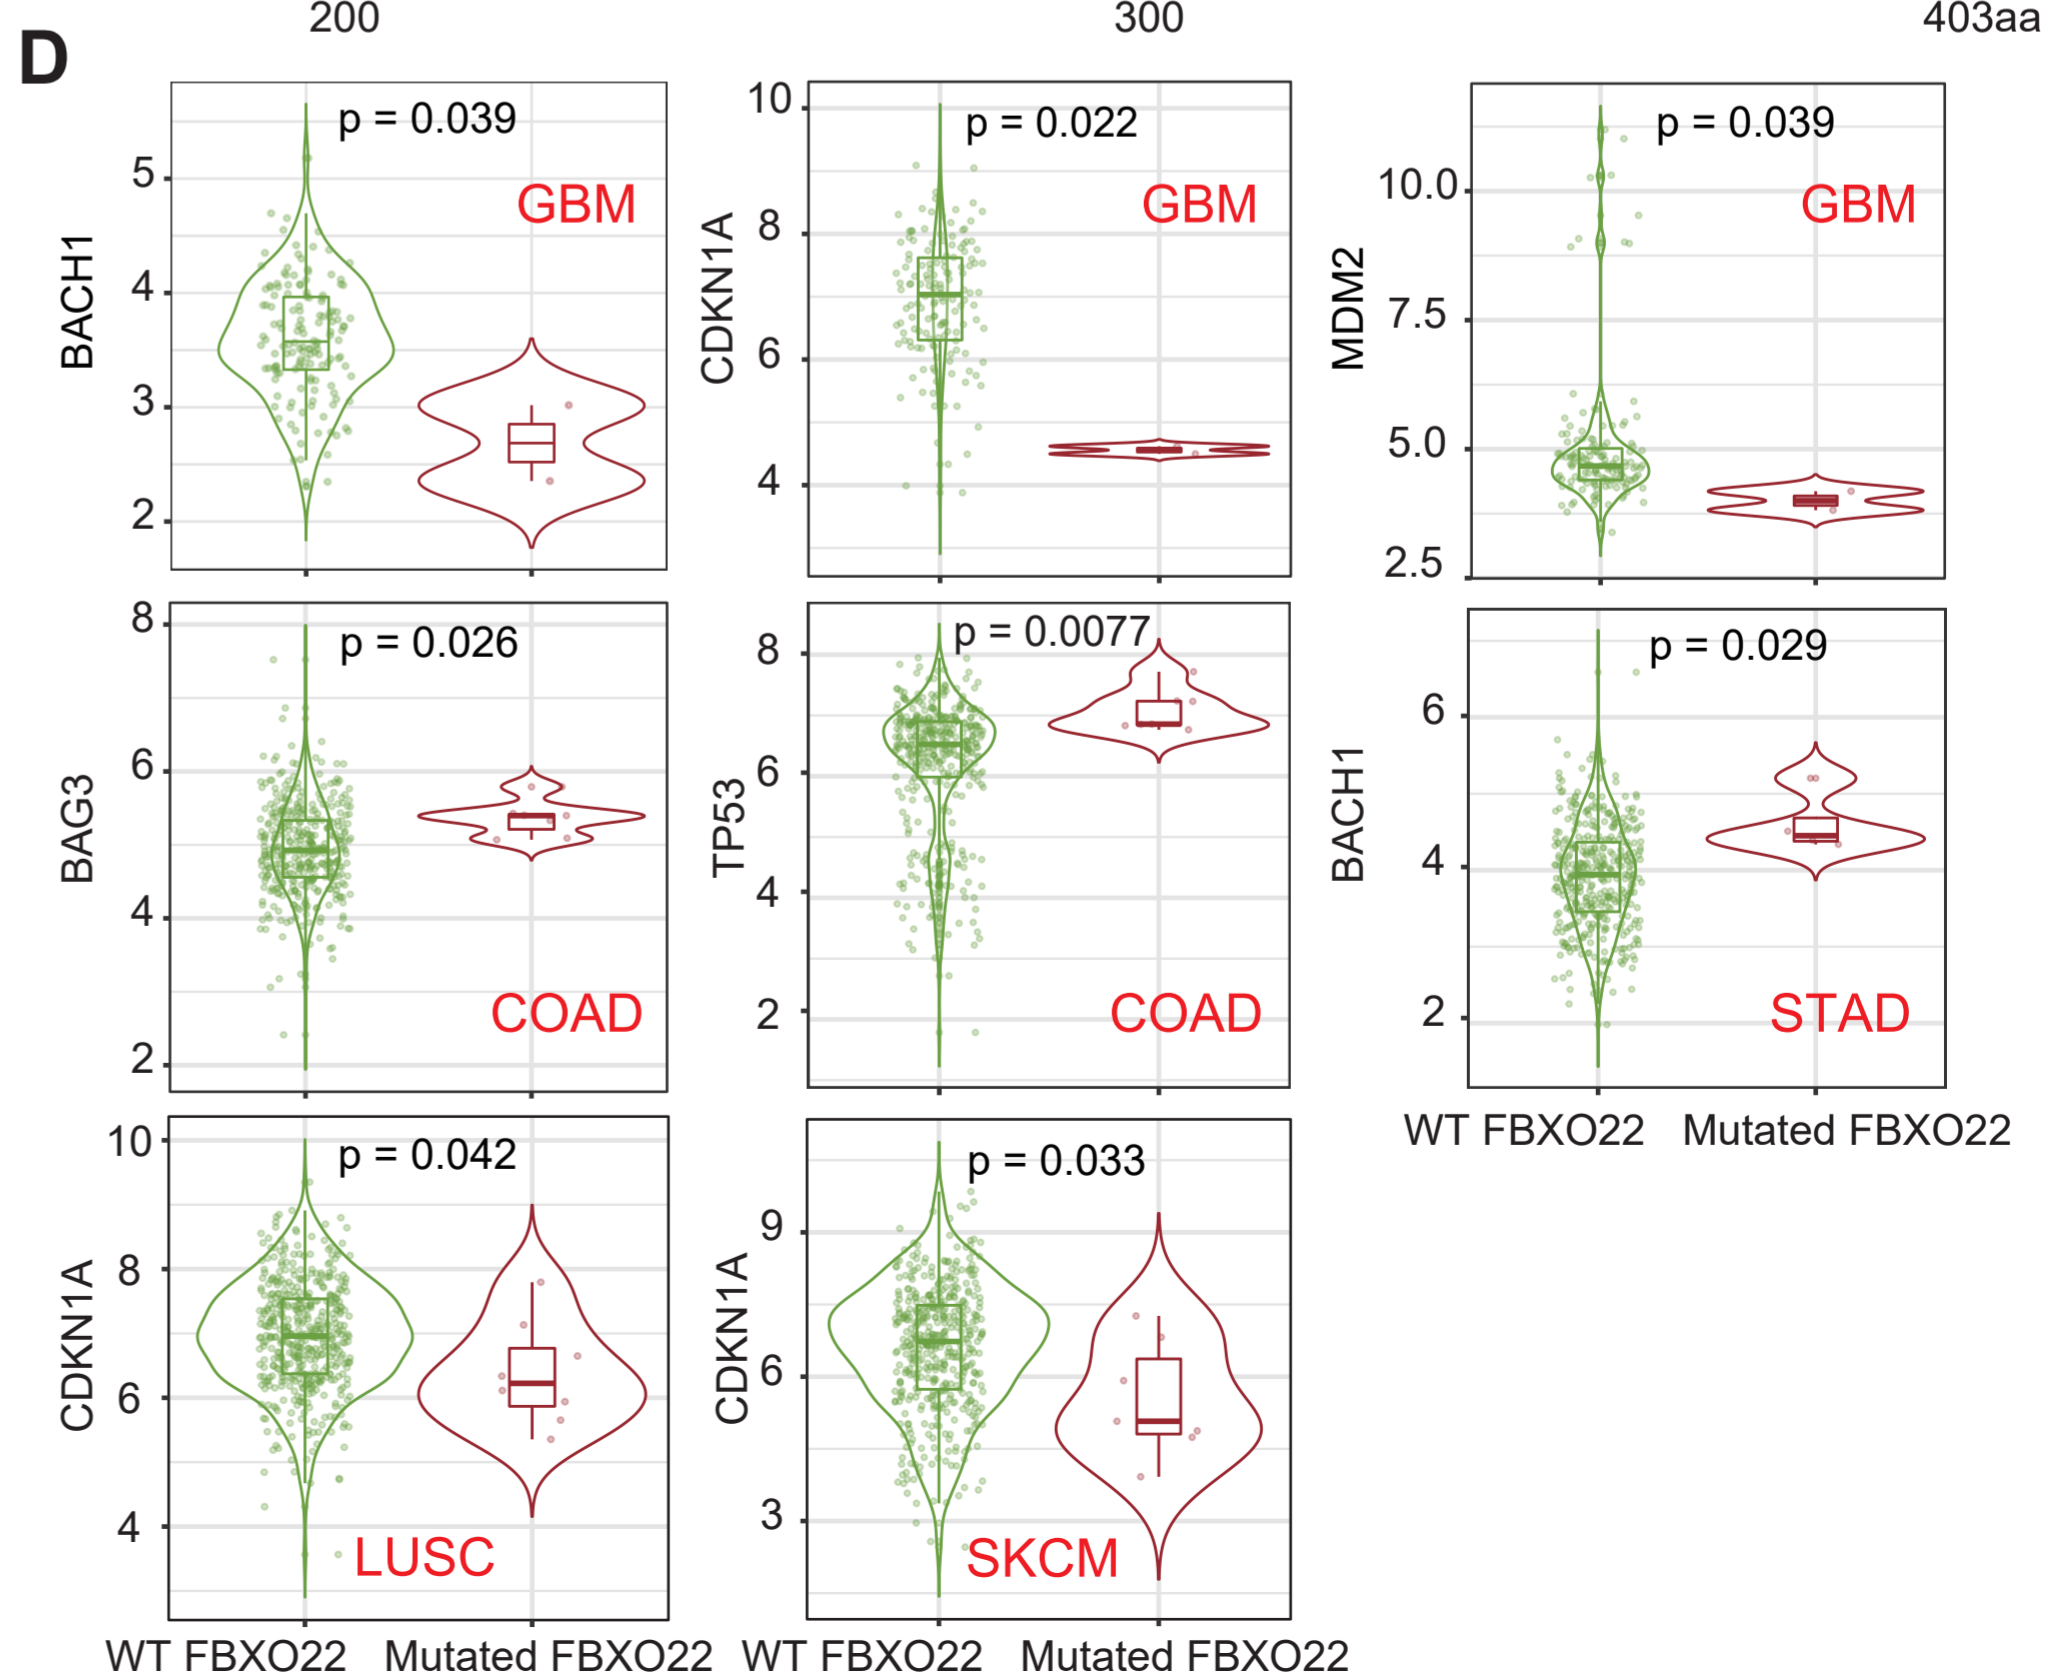 200 300 403aa
D
p = 0.039
GBM
BACH1
5
4
3
2
p = 0.022
GBM
CDKN1A
10
8
6
4
p = 0.039
GBM
MDM2
10.0
7.5
5.0
2.5
p = 0.026
COAD
BAG3
8
6
4
2
p = 0.0077
COAD
TP53
8
6
4
2
p = 0.029
STAD
BACH1
6
4
2
WT FBXO22 Mutated FBXO22
p = 0.042
LUSC
CDKN1A
10
8
6
4
WT FBXO22 Mutated FBXO22
p = 0.033
SKCM
CDKN1A
9
6
3
WT FBXO22 Mutated FBXO22